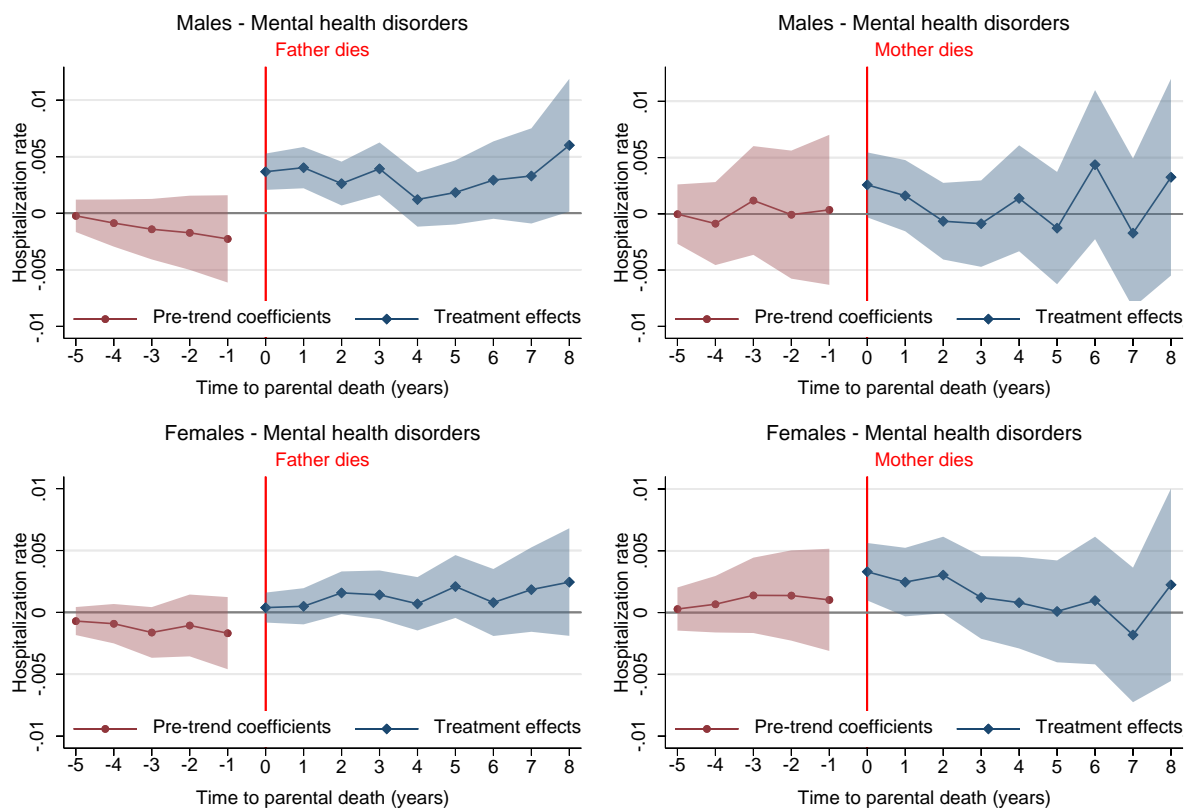 Males - Mental health disorders
Father dies
Hospitalization rate
.01
.005
0
-.005
-.01
Pre-trend coefficients
Treatment effects
-5 -4 -3 -2 -1 0 1 2 3 4 5 6 7 8
Time to parental death (years)
Males - Mental health disorders
Mother dies
Hospitalization rate
.01
.005
0
-.005
-.01
Pre-trend coefficients
Treatment effects
-5 -4 -3 -2 -1 0 1 2 3 4 5 6 7 8
Time to parental death (years)
Females - Mental health disorders
Father dies
Hospitalization rate
.01
.005
0
-.005
-.01
Pre-trend coefficients
Treatment effects
-5 -4 -3 -2 -1 0 1 2 3 4 5 6 7 8
Time to parental death (years)
Females - Mental health disorders
Mother dies
Hospitalization rate
.01
.005
0
-.005
-.01
Pre-trend coefficients
Treatment effects
-5 -4 -3 -2 -1 0 1 2 3 4 5 6 7 8
Time to parental death (years)